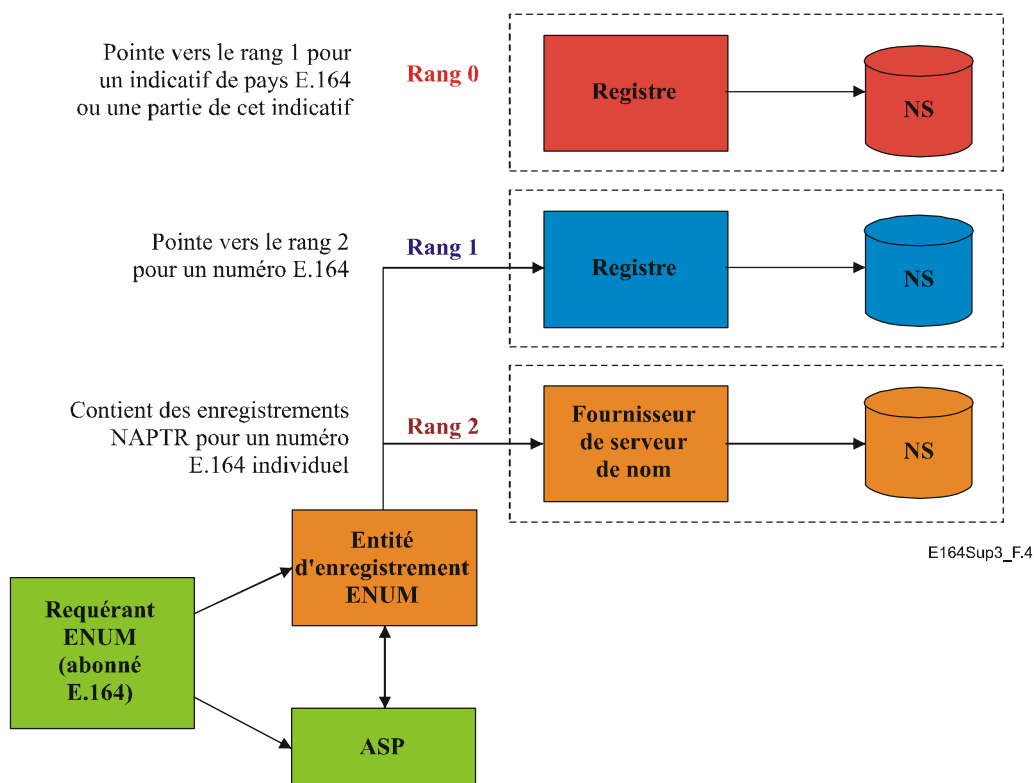 Pointe vers le rang 1 pour
un indicatif de pays E.164
ou une partie de cet indicatif
Rang 0
Registre
NS
Pointe vers le rang 2
pour un numéro E.164
Rang 1
Registre
NS
Contient des enregistrements
NAPTR pour un numéro
E.164 individuel
Rang 2
Fournisseur
de serveur
de nom
NS
E164Sup3_F.4
Entité
d'enregistrement
ENUM
Requérant
ENUM
(abonné
E.164)
ASP